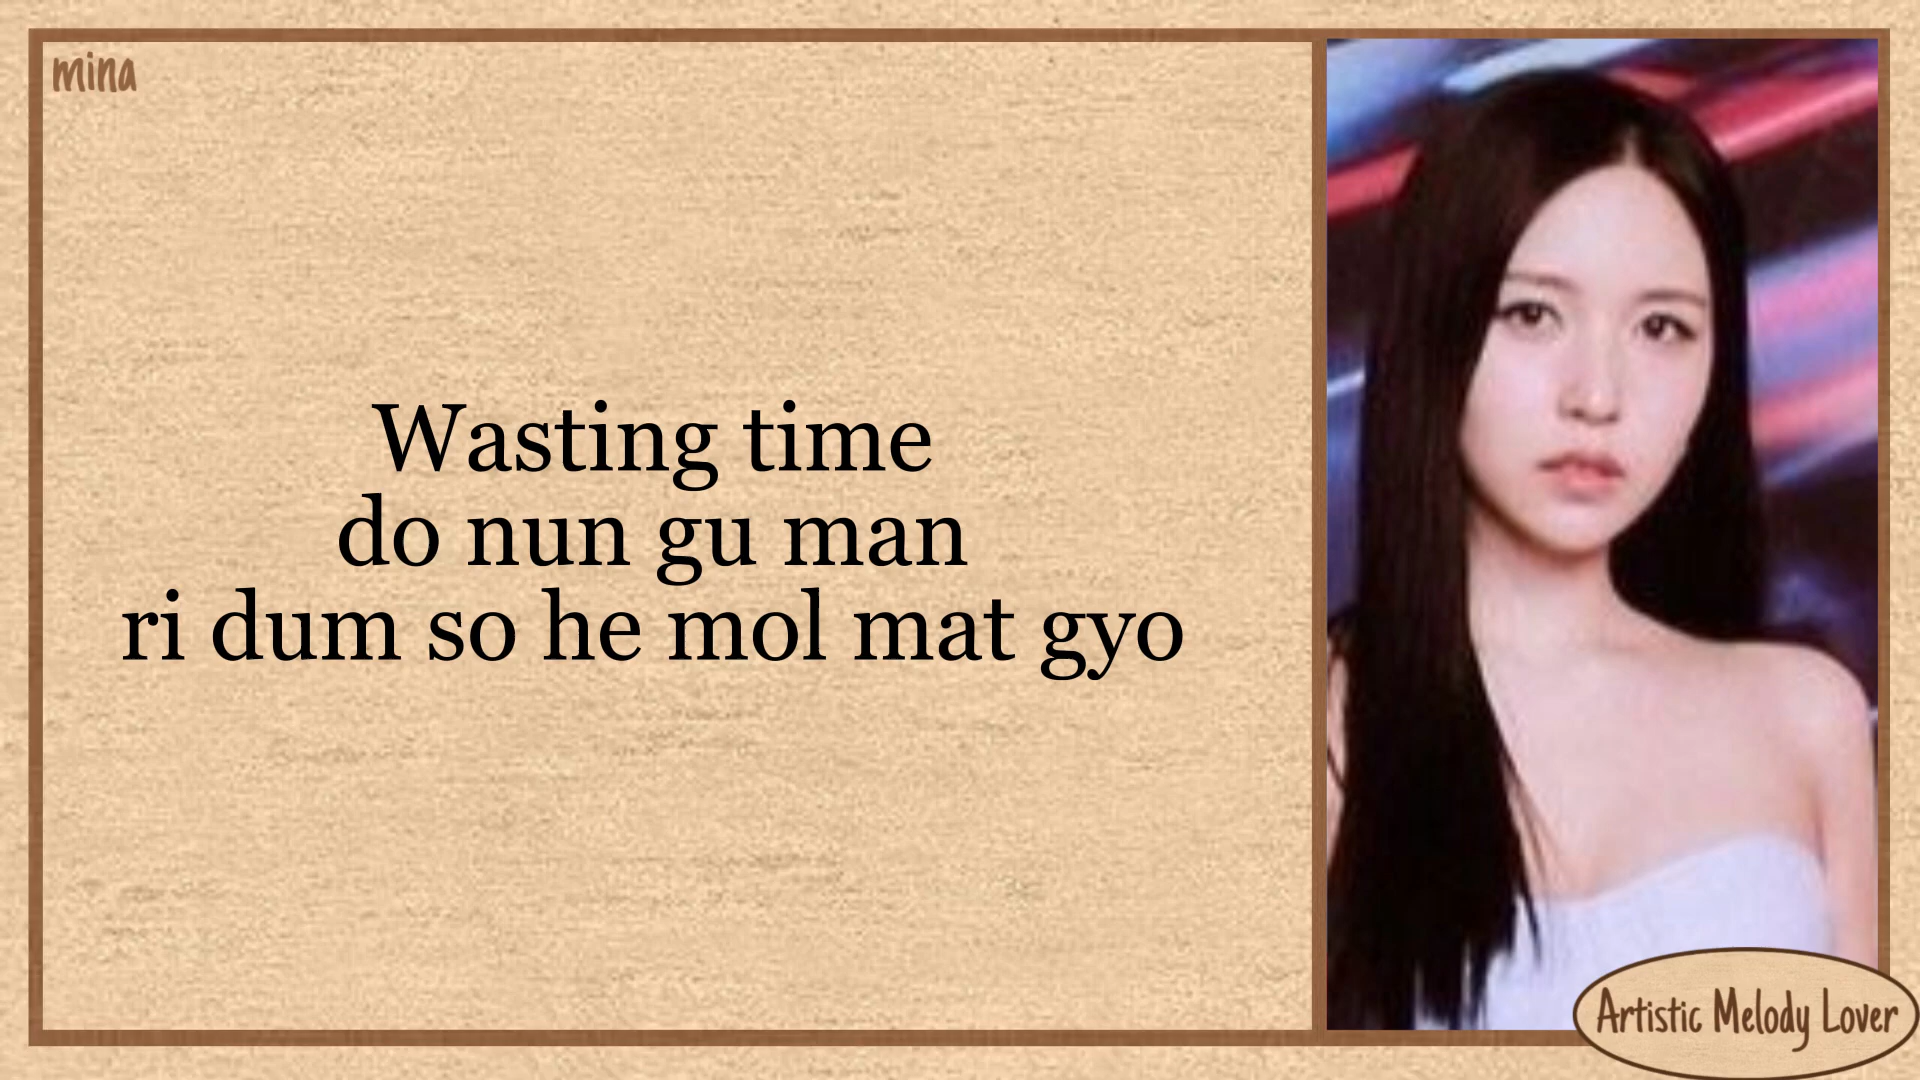 mina
Wasting time
do nun gu man
ri dum so he mol mat gyo
Artistic Melody Lover